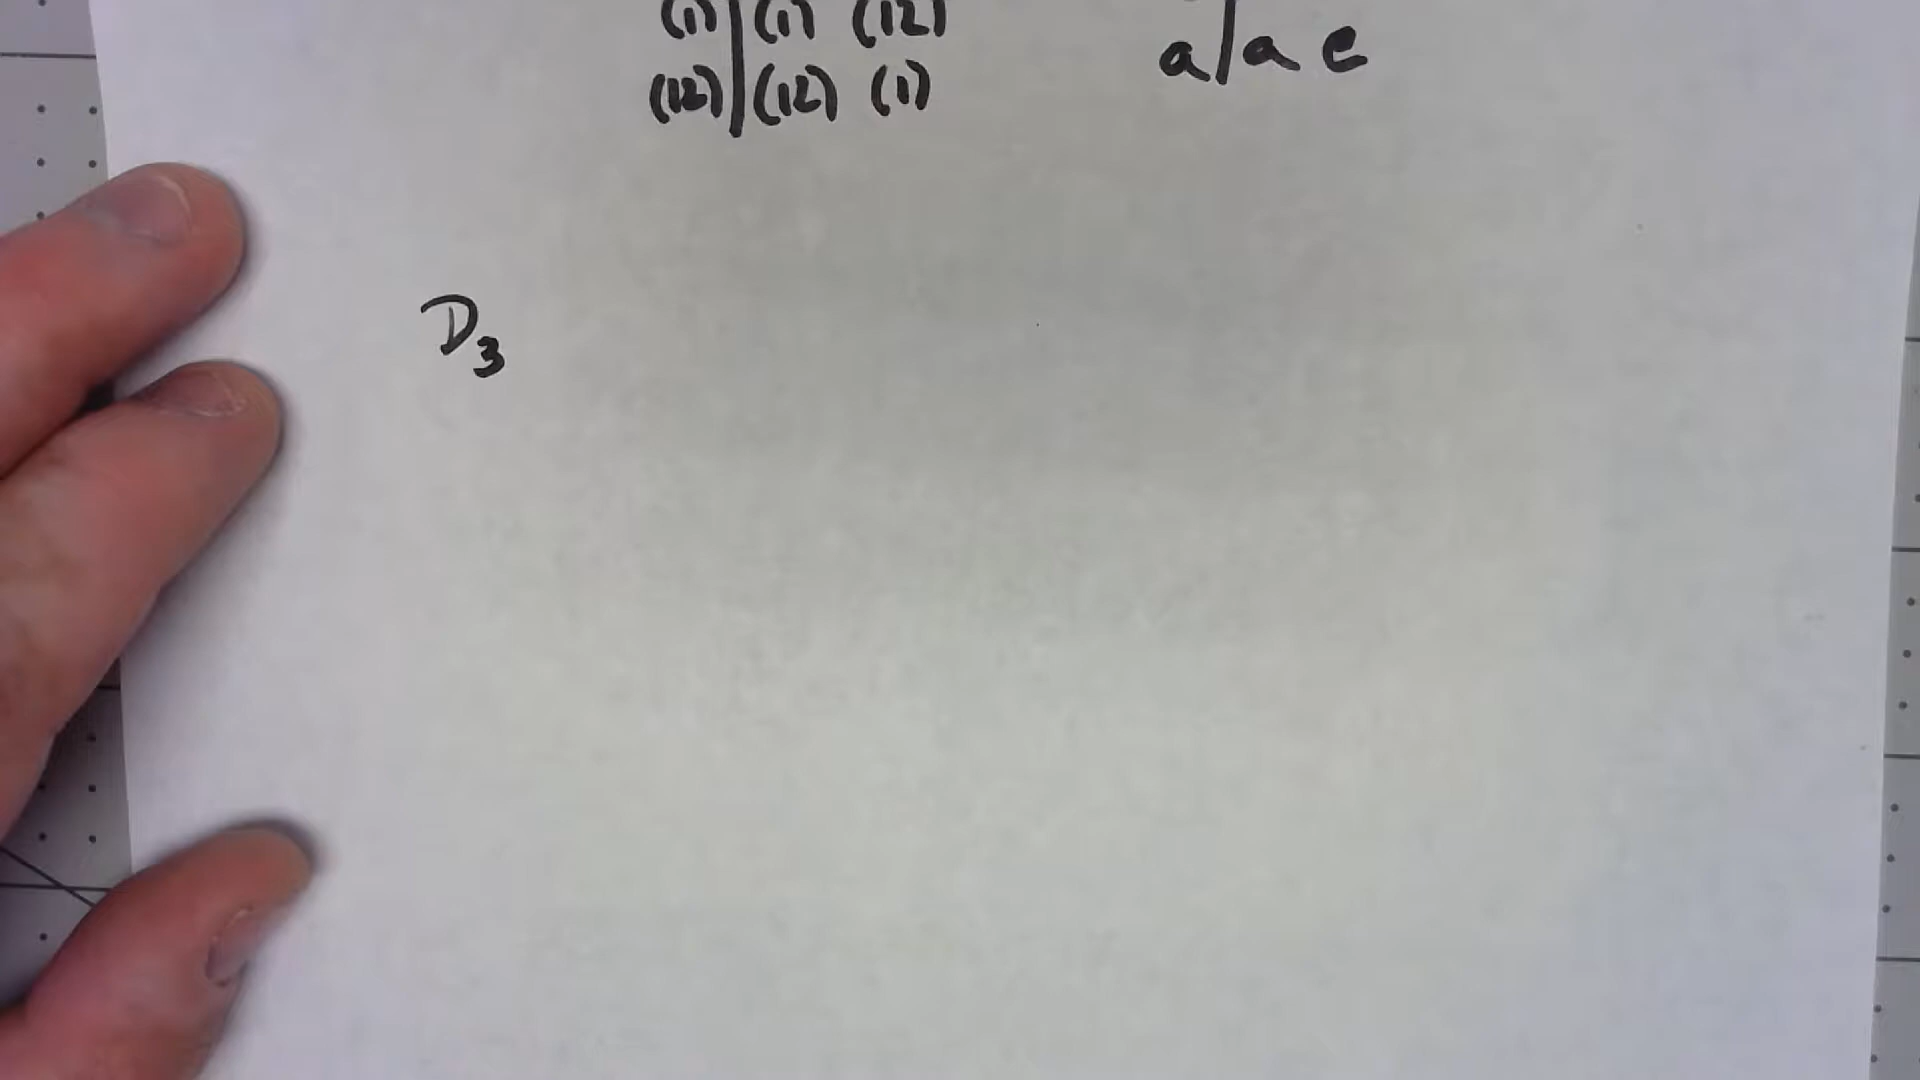 (1) | (1) (12)
(12) | (12) (1)
a | a e
D₃